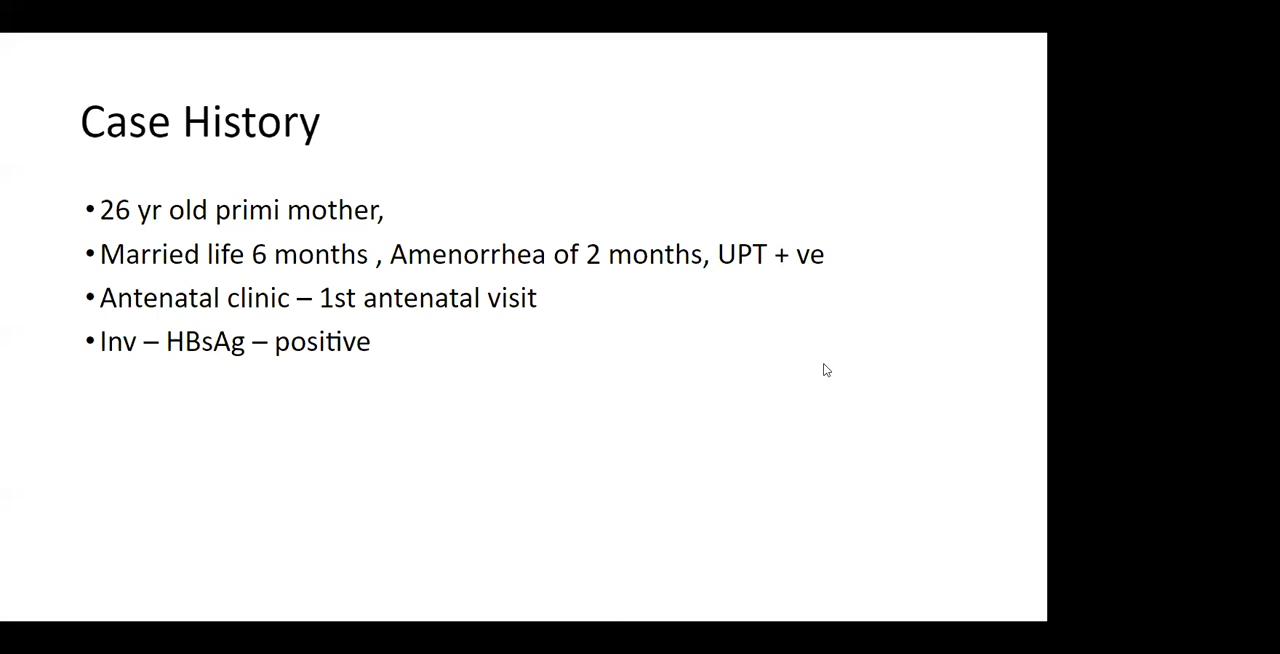 Case History
•26 yr old primi mother,
•Married life 6 months , Amenorrhea of 2 months, UPT + ve
•Antenatal clinic – 1st antenatal visit
•Inv – HBsAg – positive